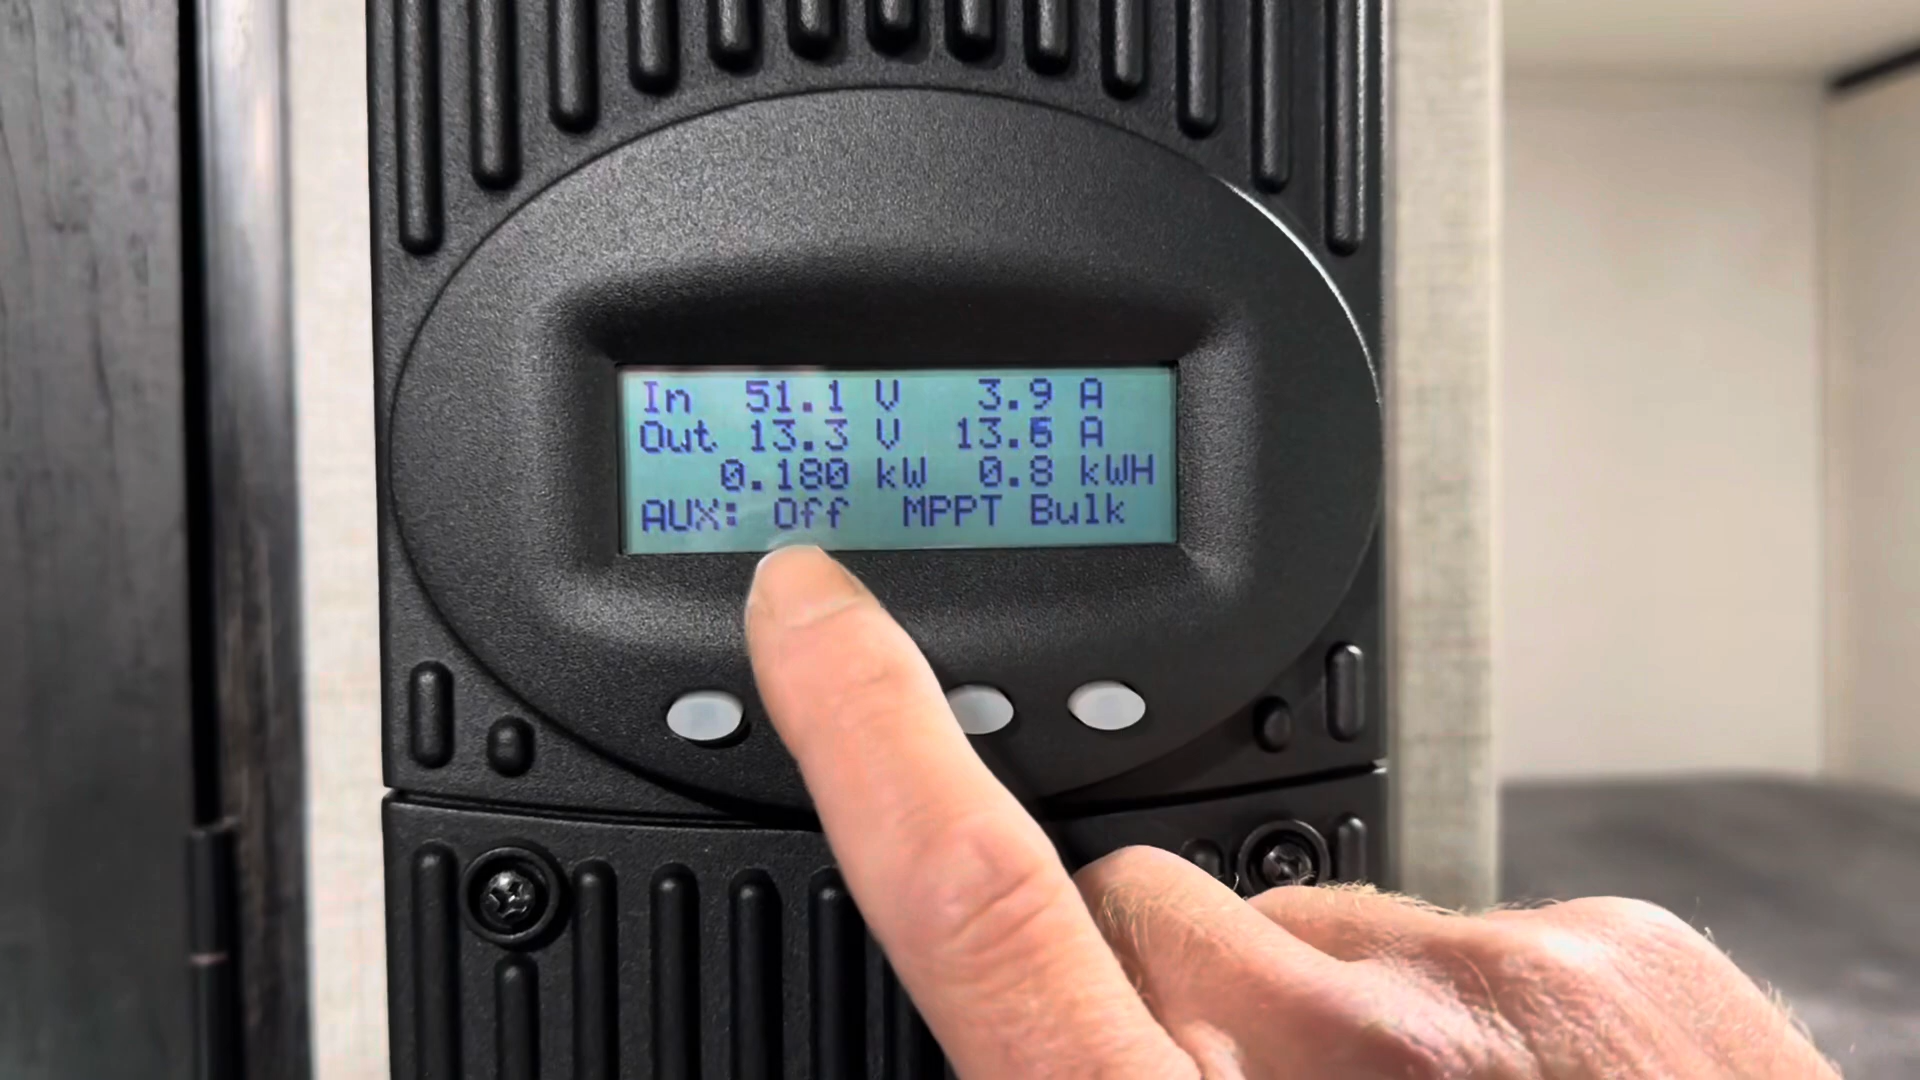 In 51.1 V 3.9 A
Out 13.3 V 13.6 A
0.180 kW 0.8 kWH
AUX: Off MPPT Bulk